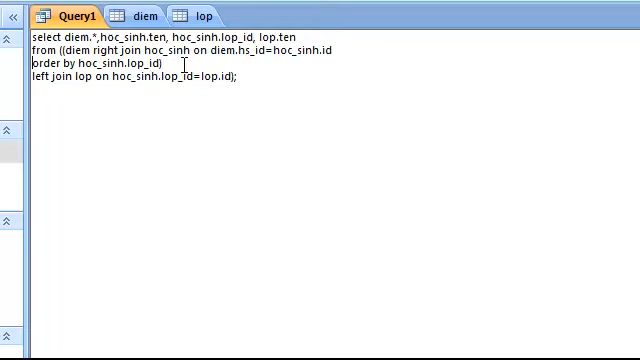 Query1 diem lop
select diem.*,hoc_sinh.ten, hoc_sinh.lop_id, lop.ten
from ((diem right join hoc_sinh on diem.hs_id=hoc_sinh.id
order by hoc_sinh.lop_id)
left join lop on hoc_sinh.lop_id=lop.id);